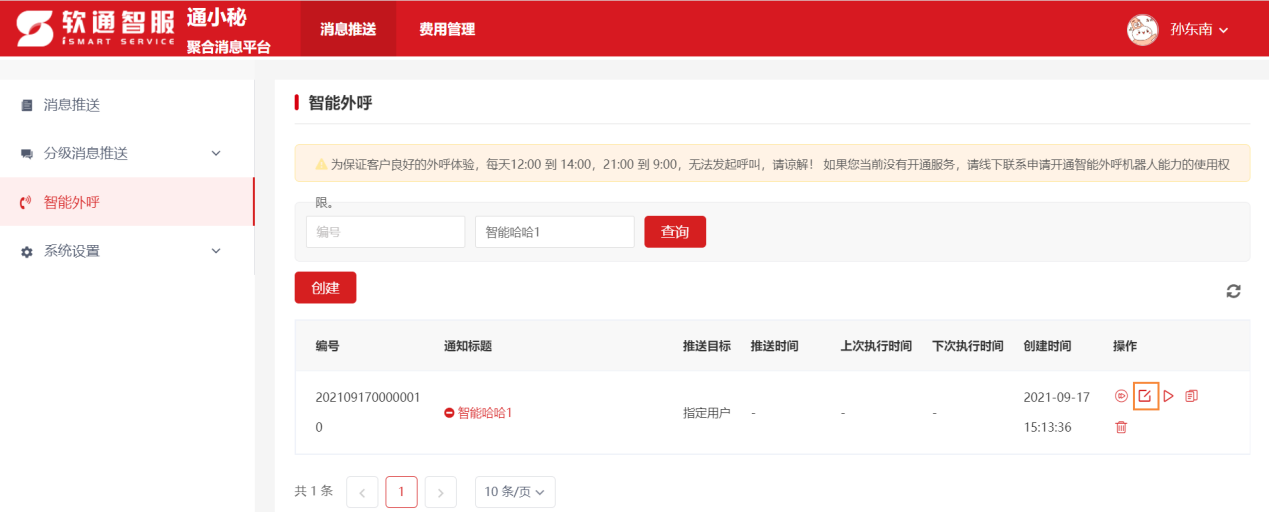 软通智服 通小秘
iSMART SERVICE 聚合消息平台
消息推送 费用管理 孙东南
消息推送
分级消息推送
智能外呼
系统设置
智能外呼
为保证客户良好的外呼体验，每天12:00 到 14:00，21:00 到 9:00，无法发起呼叫，请谅解！ 如果您当前没有开通服务，请线下联系申请开通智能外呼机器人能力的使用权
限。
编号 智能哈哈1 查询
创建
编号 通知标题 推送目标 推送时间 上次执行时间 下次执行时间 创建时间 操作
202109170000001 2021-09-17
智能哈哈1 指定用户 - - -
0 15:13:36
共 1 条 < 1 > 10 条/页